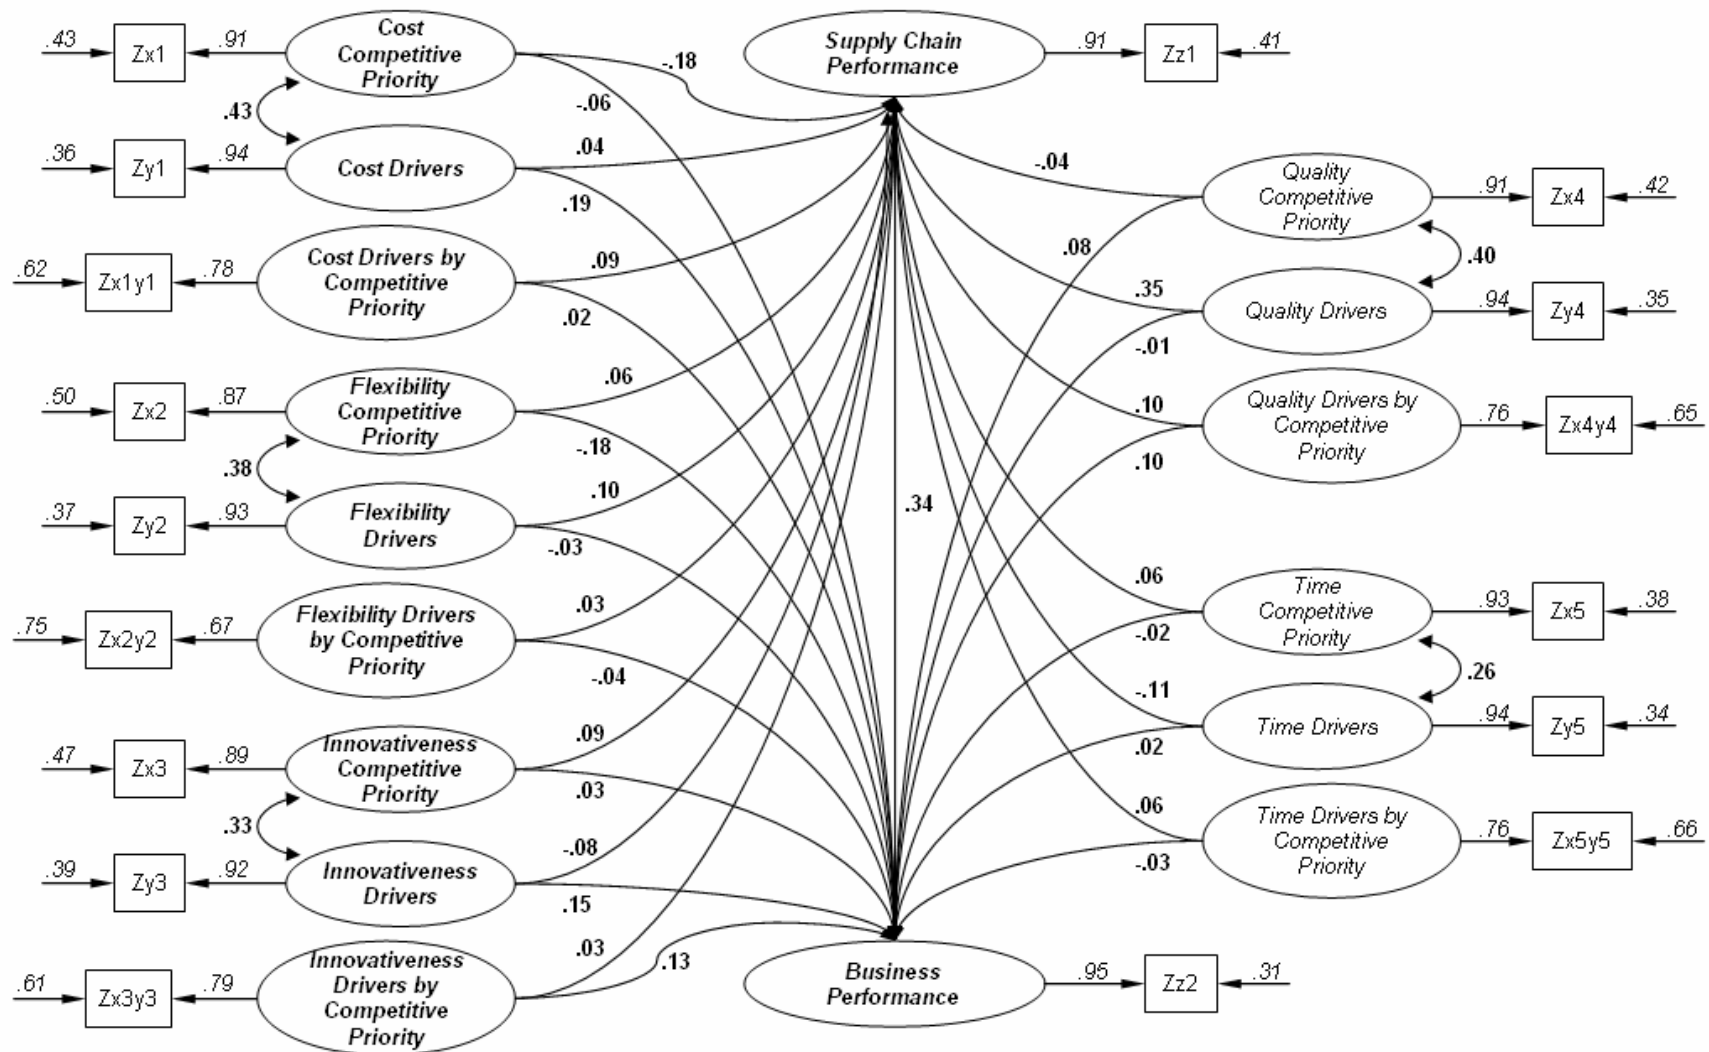 .43
Zx1
.91
Cost
Competitive
Priority
-.18
Supply Chain
Performance
.91
Zz1
.41
.43
-.06
.36
Zy1
.94
Cost Drivers
.04
.19
-.04
Quality
Competitive
Priority
.91
Zx4
.42
.08
.40
.62
Zx1y1
.78
Cost Drivers by
Competitive
Priority
.09
.02
.35
-.01
Quality Drivers
.94
Zy4
.35
.50
Zx2
.87
Flexibility
Competitive
Priority
.06
-.18
.10
.10
Quality Drivers by
Competitive
Priority
.76
Zx4y4
.65
.38
.34
.37
Zy2
.93
Flexibility
Drivers
.10
-.03
.75
Zx2y2
.67
Flexibility Drivers
by Competitive
Priority
.03
-.04
.06
-.02
Time
Competitive
Priority
.93
Zx5
.38
.26
.47
Zx3
.89
Innovativeness
Competitive
Priority
.09
.03
-.11
.02
Time Drivers
.94
Zy5
.34
.33
.39
Zy3
.92
Innovativeness
Drivers
-.08
.15
.06
-.03
Time Drivers by
Competitive
Priority
.76
Zx5y5
.66
.61
Zx3y3
.79
Innovativeness
Drivers by
Competitive
Priority
.03
.13
Business
Performance
.95
Zz2
.31